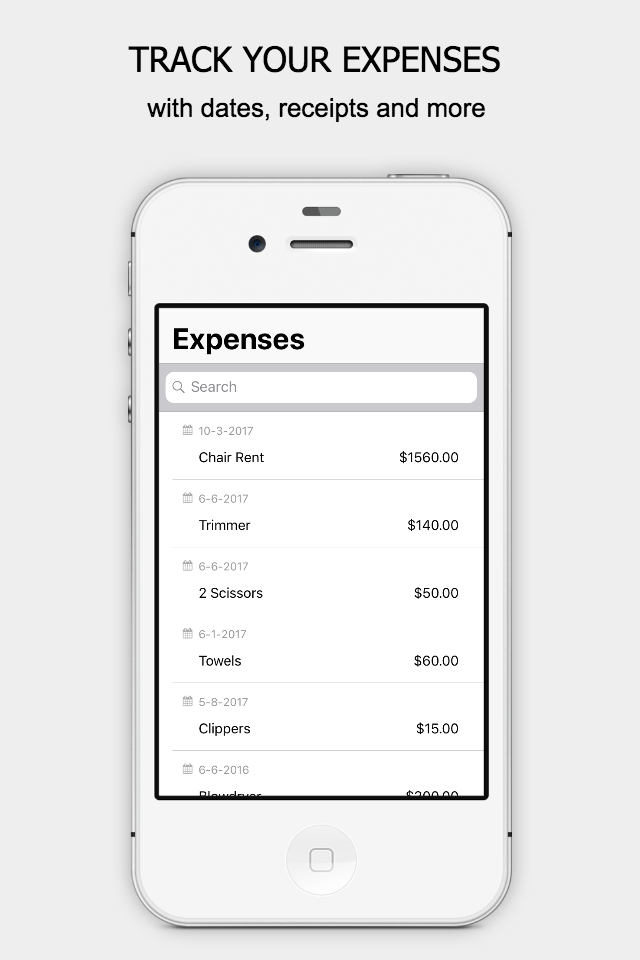 TRACK YOUR EXPENSES
with dates, receipts and more
Expenses
Search
10-3-2017
Chair Rent $1560.00
6-6-2017
Trimmer $140.00
6-6-2017
2 Scissors $50.00
6-1-2017
Towels $60.00
5-8-2017
Clippers $15.00
6-6-2016
Blowdryer